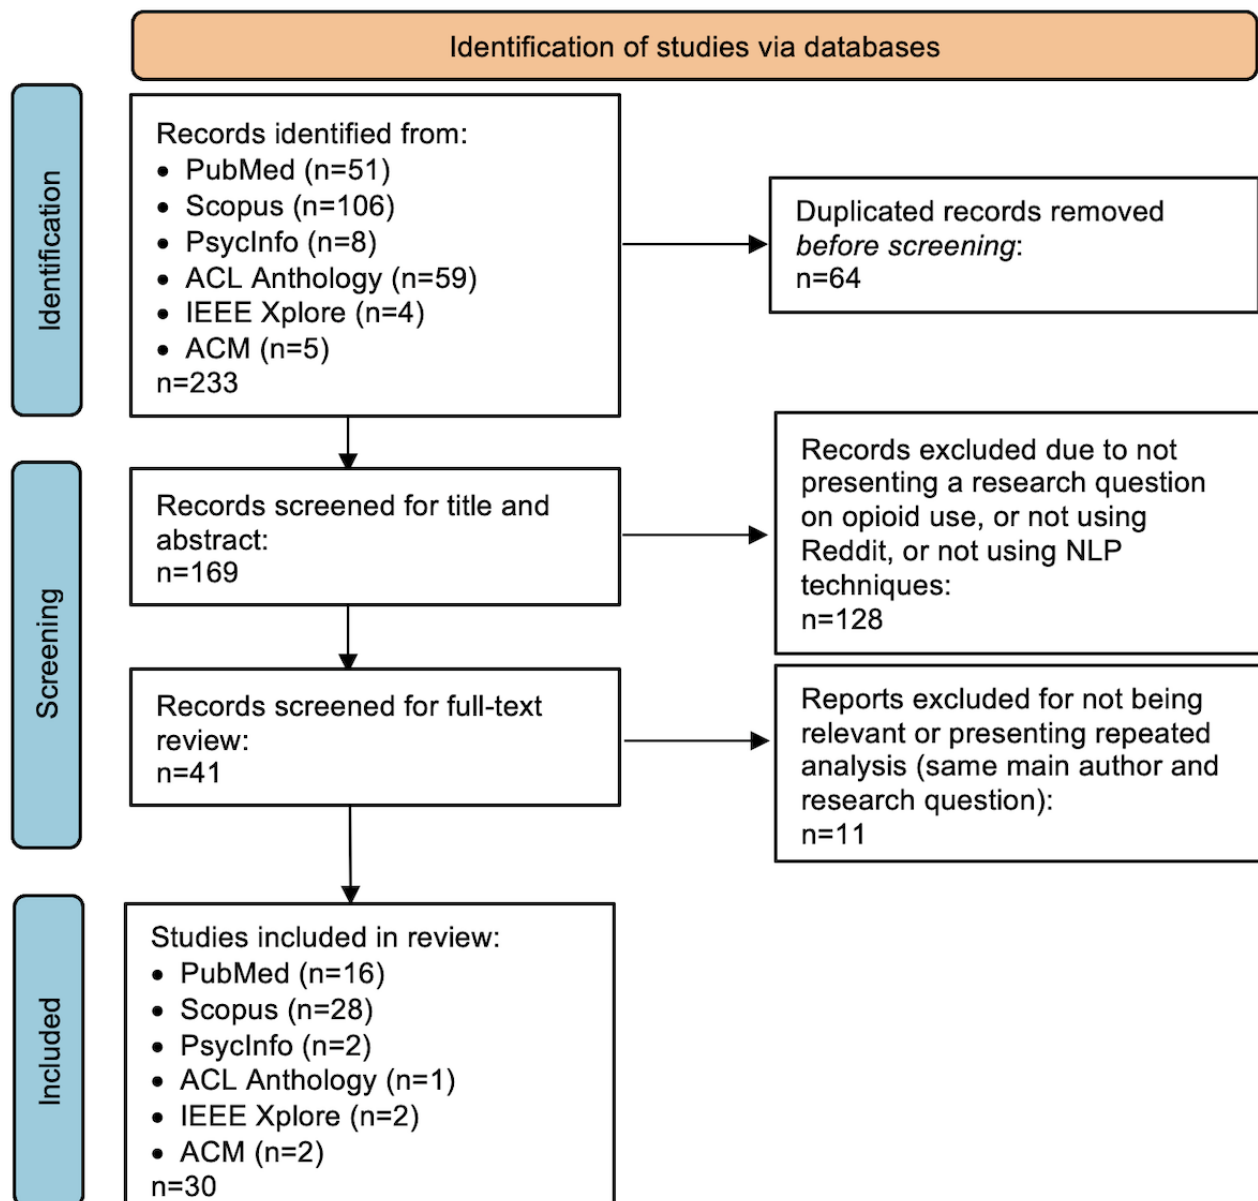 Identification of studies via databases
Identification
Records identified from:
• PubMed (n=51)
• Scopus (n=106)
• PsycInfo (n=8)
• ACL Anthology (n=59)
• IEEE Xplore (n=4)
• ACM (n=5)
n=233
Duplicated records removed
before screening:
n=64
Screening
Records screened for title and
abstract:
n=169
Records excluded due to not
presenting a research question
on opioid use, or not using
Reddit, or not using NLP
techniques:
n=128
Records screened for full-text
review:
n=41
Reports excluded for not being
relevant or presenting repeated
analysis (same main author and
research question):
n=11
Included
Studies included in review:
• PubMed (n=16)
• Scopus (n=28)
• PsycInfo (n=2)
• ACL Anthology (n=1)
• IEEE Xplore (n=2)
• ACM (n=2)
n=30